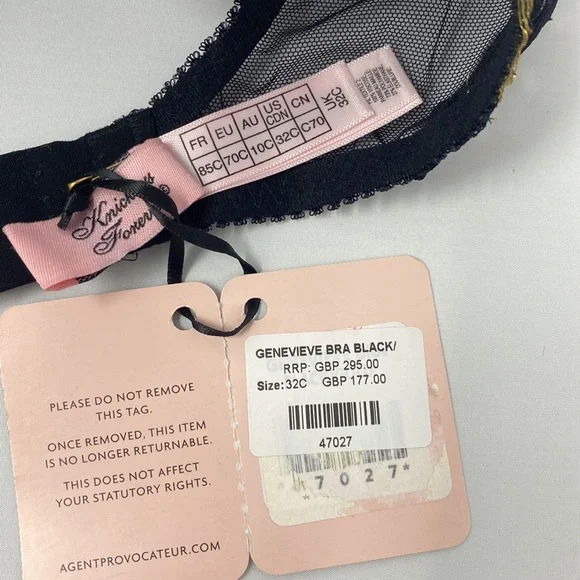 FR EU AU US CDN CN UK
85C 70C 10C 32C C70 32C
Knickers
Forever
PLEASE DO NOT REMOVE
THIS TAG.
ONCE REMOVED, THIS ITEM
IS NO LONGER RETURNABLE.
THIS DOES NOT AFFECT
YOUR STATUTORY RIGHTS.
AGENTPROVOCATEUR.COM
GENEVIEVE BRA BLACK/
RRP: GBP 295.00
Size: 32C GBP 177.00
47027
*7027*